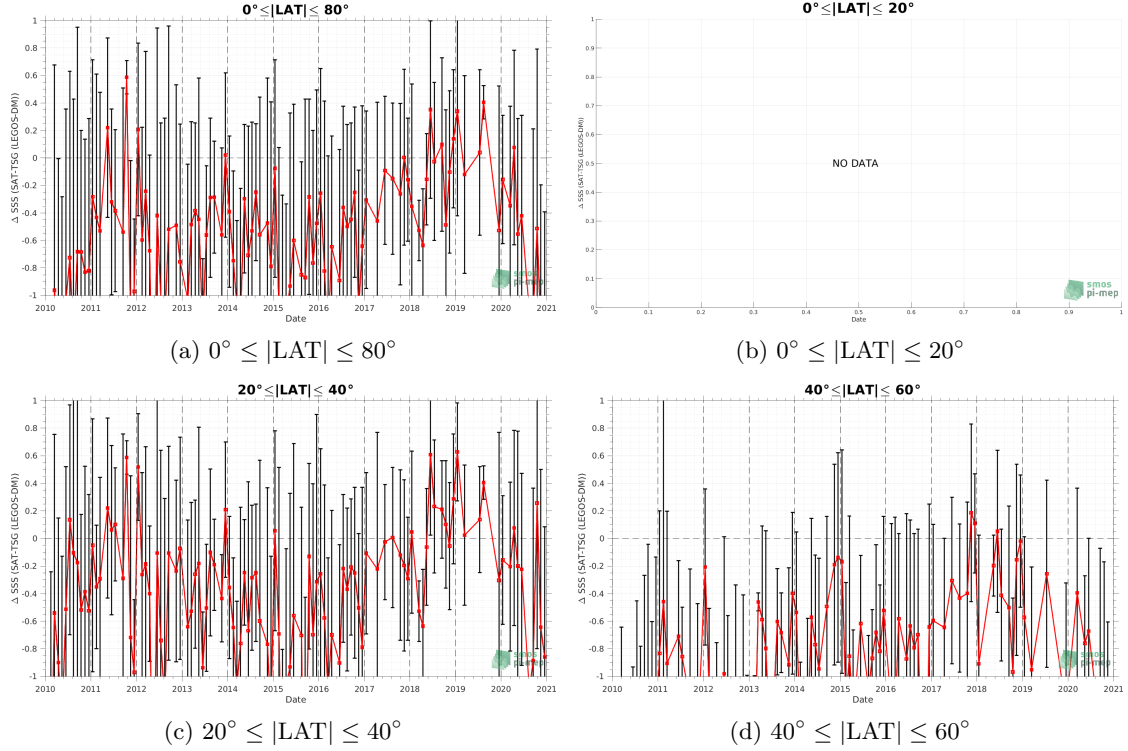 0°≤|LAT|≤ 80°
1
0.8
0.6
0.4
0.2
0
-0.2
-0.4
-0.6
-0.8
-1
Δ SSS (SAT-TSG (LEGOS-DM))
2010 2011 2012 2013 2014 2015 2016 2017 2018 2019 2020 2021
Date
smos
pi-mep
(a) 0° ≤ |LAT| ≤ 80°
0°≤|LAT|≤ 20°
1
0.9
0.8
0.7
0.6
0.5
0.4
0.3
0.2
0.1
0
Δ SSS (SAT-TSG (LEGOS-DM))
NO DATA
0 0.1 0.2 0.3 0.4 0.5 0.6 0.7 0.8 0.9 1
Date
smos
pi-mep
(b) 0° ≤ |LAT| ≤ 20°
20°≤|LAT|≤ 40°
1
0.8
0.6
0.4
0.2
0
-0.2
-0.4
-0.6
-0.8
-1
Δ SSS (SAT-TSG (LEGOS-DM))
2010 2011 2012 2013 2014 2015 2016 2017 2018 2019 2020 2021
Date
smos
pi-mep
(c) 20° ≤ |LAT| ≤ 40°
40°≤|LAT|≤ 60°
1
0.8
0.6
0.4
0.2
0
-0.2
-0.4
-0.6
-0.8
-1
Δ SSS (SAT-TSG (LEGOS-DM))
2010 2011 2012 2013 2014 2015 2016 2017 2018 2019 2020 2021
Date
smos
pi-mep
(d) 40° ≤ |LAT| ≤ 60°